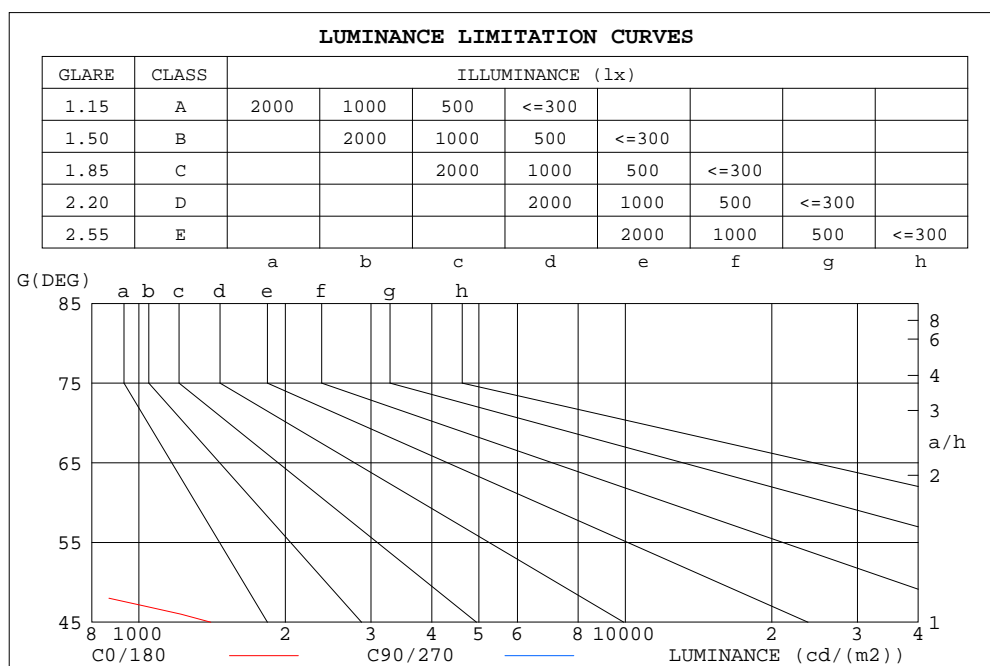 LUMINANCE LIMITATION CURVES
GLARE CLASS ILLUMINANCE (lx)
1.15 A 2000 1000 500 <=300
1.50 B 2000 1000 500 <=300
1.85 C 2000 1000 500 <=300
2.20 D 2000 1000 500 <=300
2.55 E 2000 1000 500 <=300
a b c d e f g h
G(DEG)
a b c d e f g h
85
8
6
75
4
3
a/h
65
2
55
45 1
8 1000 2 3 4 5 6 8 10000 2 3 4
C0/180 C90/270 LUMINANCE (cd/(m2))